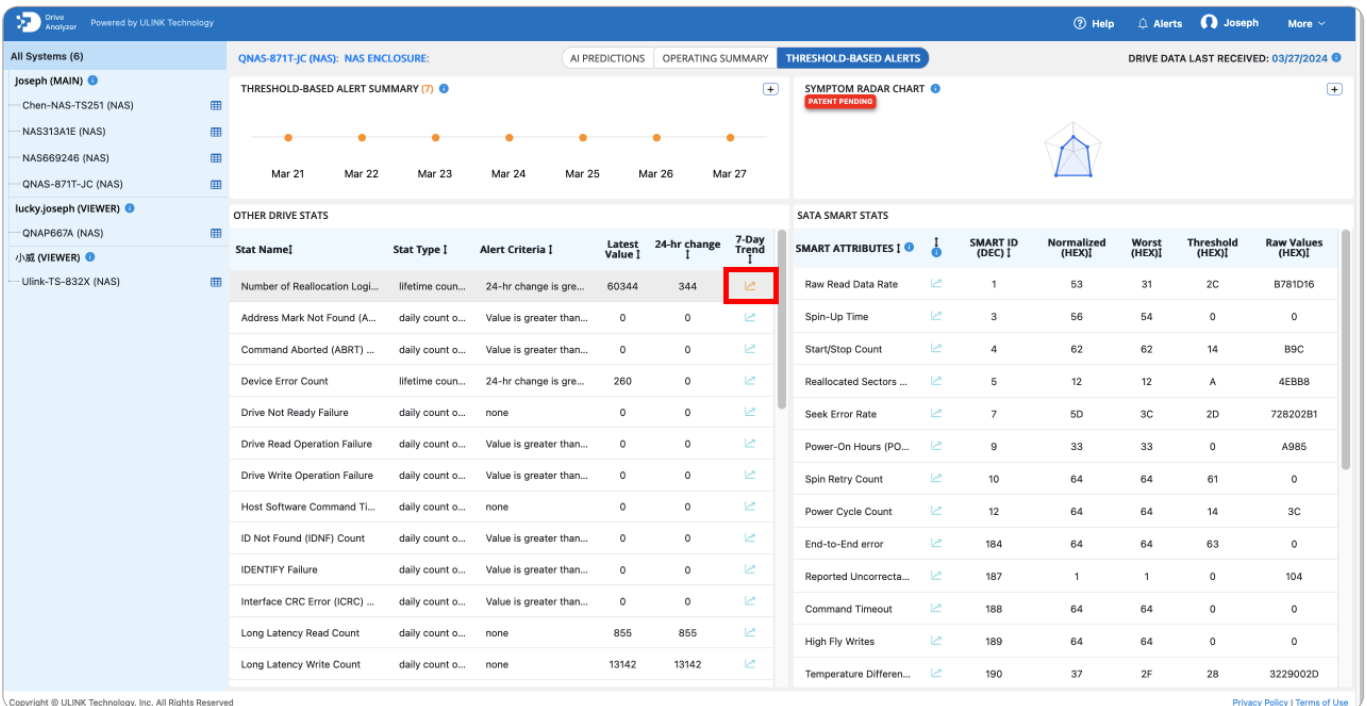 Drive Analyzer Powered by ULINK Technology Help Alerts Joseph More
All Systems (6)
Joseph (MAIN)
Chen-NAS-TS251 (NAS)
NAS313A1E (NAS)
NAS669246 (NAS)
QNAS-871T-JC (NAS)
lucky.joseph (VIEWER)
QNAP667A (NAS)
小威 (VIEWER)
Ulink-TS-832X (NAS)
QNAS-871T-JC (NAS): NAS ENCLOSURE: AI PREDICTIONS OPERATING SUMMARY THRESHOLD-BASED ALERTS DRIVE DATA LAST RECEIVED: 03/27/2024
THRESHOLD-BASED ALERT SUMMARY (7)
Mar 21 Mar 22 Mar 23 Mar 24 Mar 25 Mar 26 Mar 27
SYMPTOM RADAR CHART
PATENT PENDING
OTHER DRIVE STATS
Stat Name Stat Type Alert Criteria Latest Value 24-hr change 7-Day Trend
Number of Reallocation Logi... lifetime coun... 24-hr change is gre... 60344 344
Address Mark Not Found (A... daily count o... Value is greater than... 0 0
Command Aborted (ABRT) ... daily count o... Value is greater than... 0 0
Device Error Count lifetime coun... 24-hr change is gre... 260 0
Drive Not Ready Failure daily count o... none 0 0
Drive Read Operation Failure daily count o... Value is greater than... 0 0
Drive Write Operation Failure daily count o... Value is greater than... 0 0
Host Software Command Ti... daily count o... none 0 0
ID Not Found (IDNF) Count daily count o... Value is greater than... 0 0
IDENTIFY Failure daily count o... Value is greater than... 0 0
Interface CRC Error (ICRC) ... daily count o... Value is greater than... 0 0
Long Latency Read Count daily count o... none 855 855
Long Latency Write Count daily count o... none 13142 13142
SATA SMART STATS
SMART ATTRIBUTES SMART ID (DEC) Normalized (HEX) Worst (HEX) Threshold (HEX) Raw Values (HEX)
Raw Read Data Rate 1 53 31 2C B781D16
Spin-Up Time 3 56 54 0 0
Start/Stop Count 4 62 62 14 B9C
Reallocated Sectors ... 5 12 12 A 4EBB8
Seek Error Rate 7 5D 3C 2D 728202B1
Power-On Hours (PO... 9 33 33 0 A985
Spin Retry Count 10 64 64 61 0
Power Cycle Count 12 64 64 14 3C
End-to-End error 184 64 64 63 0
Reported Uncorrecta... 187 1 1 0 104
Command Timeout 188 64 64 0 0
High Fly Writes 189 64 64 0 0
Temperature Differen... 190 37 2F 28 3229002D
Copyright © ULINK Technology, Inc. All Rights Reserved Privacy Policy | Terms of Use